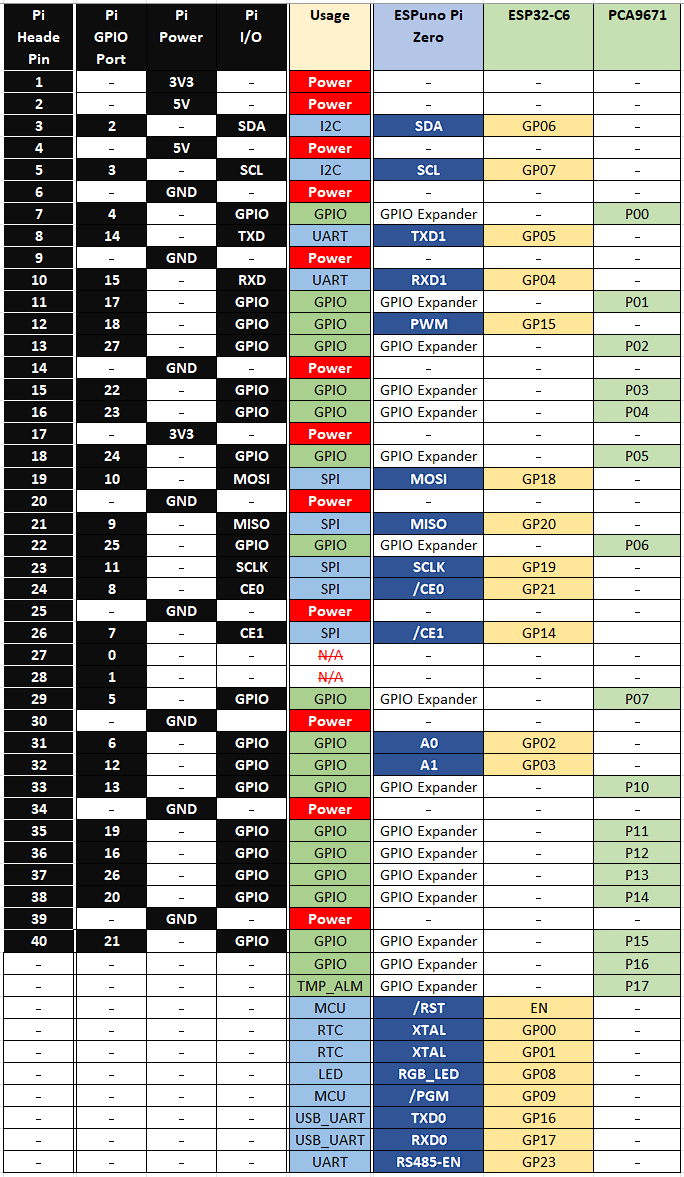 Pi Heade Pin Pi GPIO Port Pi Power Pi I/O Usage ESPuno Pi Zero ESP32-C6 PCA9671
1 - 3V3 - Power - - -
2 - 5V - Power - - -
3 2 - SDA I2C SDA GP06 -
4 - 5V - Power - - -
5 3 - SCL I2C SCL GP07 -
6 - GND - Power - - -
7 4 - GPIO GPIO GPIO Expander - P00
8 14 - TXD UART TXD1 GP05 -
9 - GND - Power - - -
10 15 - RXD UART RXD1 GP04 -
11 17 - GPIO GPIO GPIO Expander - P01
12 18 - GPIO GPIO PWM GP15 -
13 27 - GPIO GPIO GPIO Expander - P02
14 - GND - Power - - -
15 22 - GPIO GPIO GPIO Expander - P03
16 23 - GPIO GPIO GPIO Expander - P04
17 - 3V3 - Power - - -
18 24 - GPIO GPIO GPIO Expander - P05
19 10 - MOSI SPI MOSI GP18 -
20 - GND - Power - - -
21 9 - MISO SPI MISO GP20 -
22 25 - GPIO GPIO GPIO Expander - P06
23 11 - SCLK SPI SCLK GP19 -
24 8 - CE0 SPI /CE0 GP21 -
25 - GND - Power - - -
26 7 - CE1 SPI /CE1 GP14 -
27 0 - - N/A - - -
28 1 - - N/A - - -
29 5 - GPIO GPIO GPIO Expander - P07
30 - GND - Power - - -
31 6 - GPIO GPIO A0 GP02 -
32 12 - GPIO GPIO A1 GP03 -
33 13 - GPIO GPIO GPIO Expander - P10
34 - GND - Power - - -
35 19 - GPIO GPIO GPIO Expander - P11
36 16 - GPIO GPIO GPIO Expander - P12
37 26 - GPIO GPIO GPIO Expander - P13
38 20 - GPIO GPIO GPIO Expander - P14
39 - GND - Power - - -
40 21 - GPIO GPIO GPIO Expander - P15
- - - - GPIO GPIO Expander - P16
- - - - TMP_ALM GPIO Expander - P17
- - - - MCU /RST EN -
- - - - RTC XTAL GP00 -
- - - - RTC XTAL GP01 -
- - - - LED RGB_LED GP08 -
- - - - MCU /PGM GP09 -
- - - - USB_UART TXD0 GP16 -
- - - - USB_UART RXD0 GP17 -
- - - - UART RS485-EN GP23 -